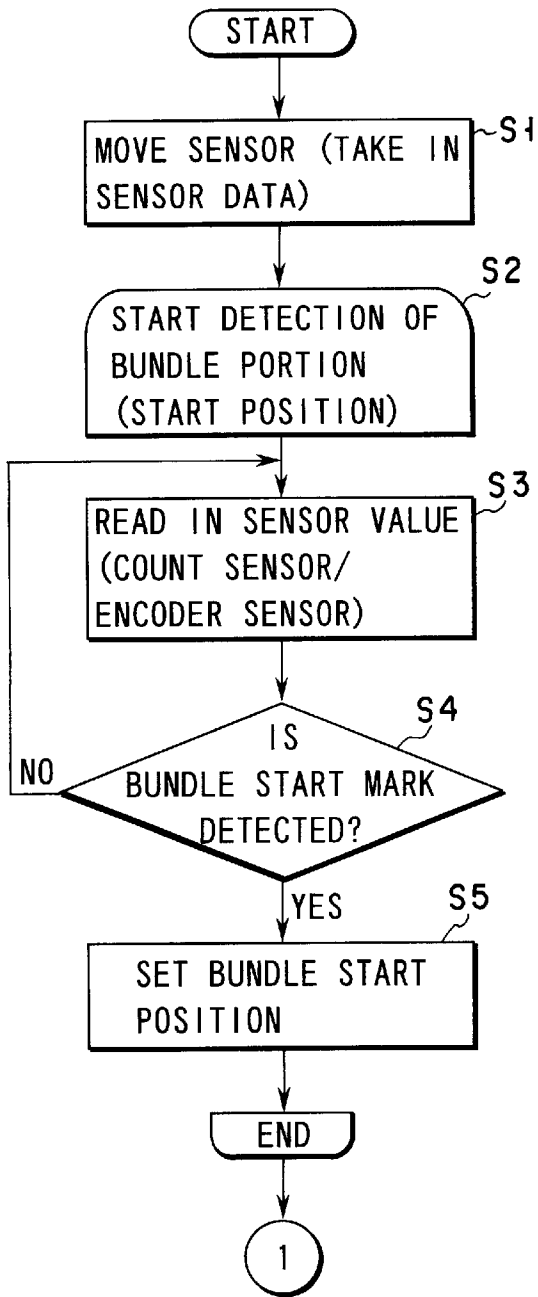 START
S1
MOVE SENSOR (TAKE IN
SENSOR DATA)
S2
START DETECTION OF
BUNDLE PORTION
(START POSITION)
S3
READ IN SENSOR VALUE
(COUNT SENSOR/
ENCODER SENSOR)
S4
IS
BUNDLE START MARK
DETECTED?
NO
YES
S5
SET BUNDLE START
POSITION
END
1